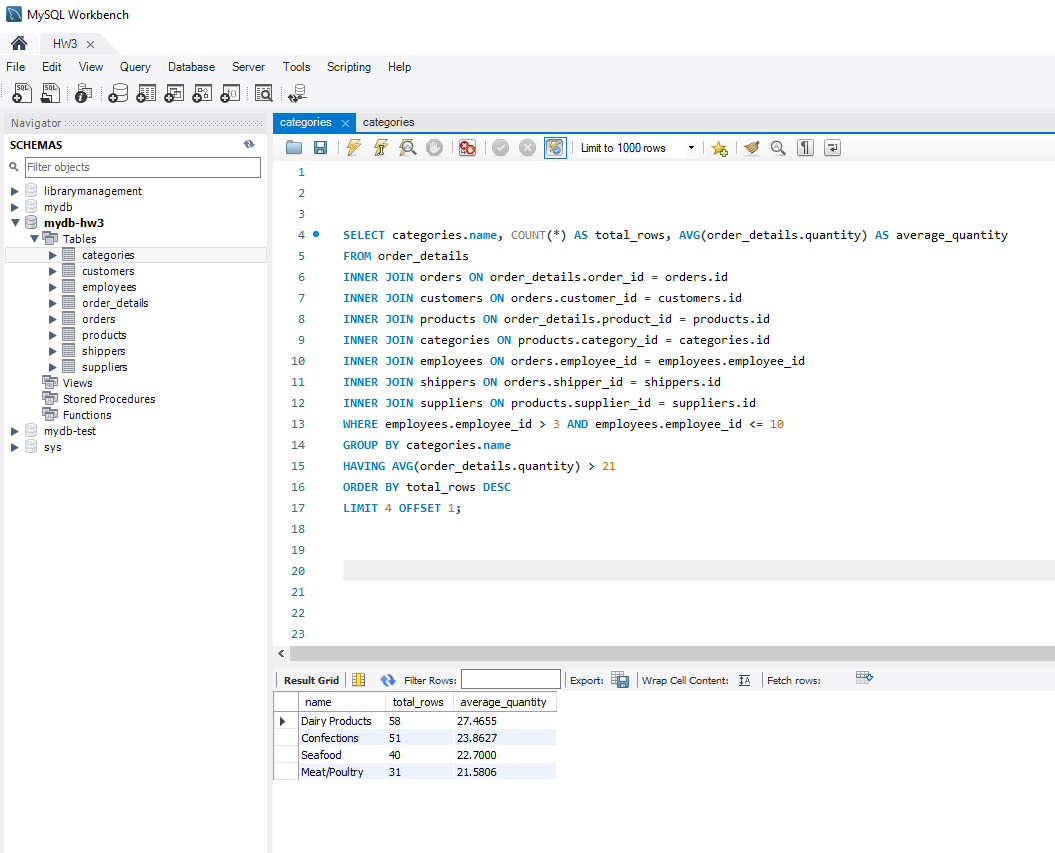 MySQL Workbench
HW3
File Edit View Query Database Server Tools Scripting Help
Navigator
SCHEMAS
Filter objects
librarymanagement
mydb
mydb-hw3
Tables
categories
customers
employees
order_details
orders
products
shippers
suppliers
Views
Stored Procedures
Functions
mydb-test
sys
categories categories
Limit to 1000 rows
1
2
3
4 SELECT categories.name, COUNT(*) AS total_rows, AVG(order_details.quantity) AS average_quantity
5 FROM order_details
6 INNER JOIN orders ON order_details.order_id = orders.id
7 INNER JOIN customers ON orders.customer_id = customers.id
8 INNER JOIN products ON order_details.product_id = products.id
9 INNER JOIN categories ON products.category_id = categories.id
10 INNER JOIN employees ON orders.employee_id = employees.employee_id
11 INNER JOIN shippers ON orders.shipper_id = shippers.id
12 INNER JOIN suppliers ON products.supplier_id = suppliers.id
13 WHERE employees.employee_id > 3 AND employees.employee_id <= 10
14 GROUP BY categories.name
15 HAVING AVG(order_details.quantity) > 21
16 ORDER BY total_rows DESC
17 LIMIT 4 OFFSET 1;
18
19
20
21
22
23
Result Grid Filter Rows: Export: Wrap Cell Content: Fetch rows:
name total_rows average_quantity
Dairy Products 58 27.4655
Confections 51 23.8627
Seafood 40 22.7000
Meat/Poultry 31 21.5806